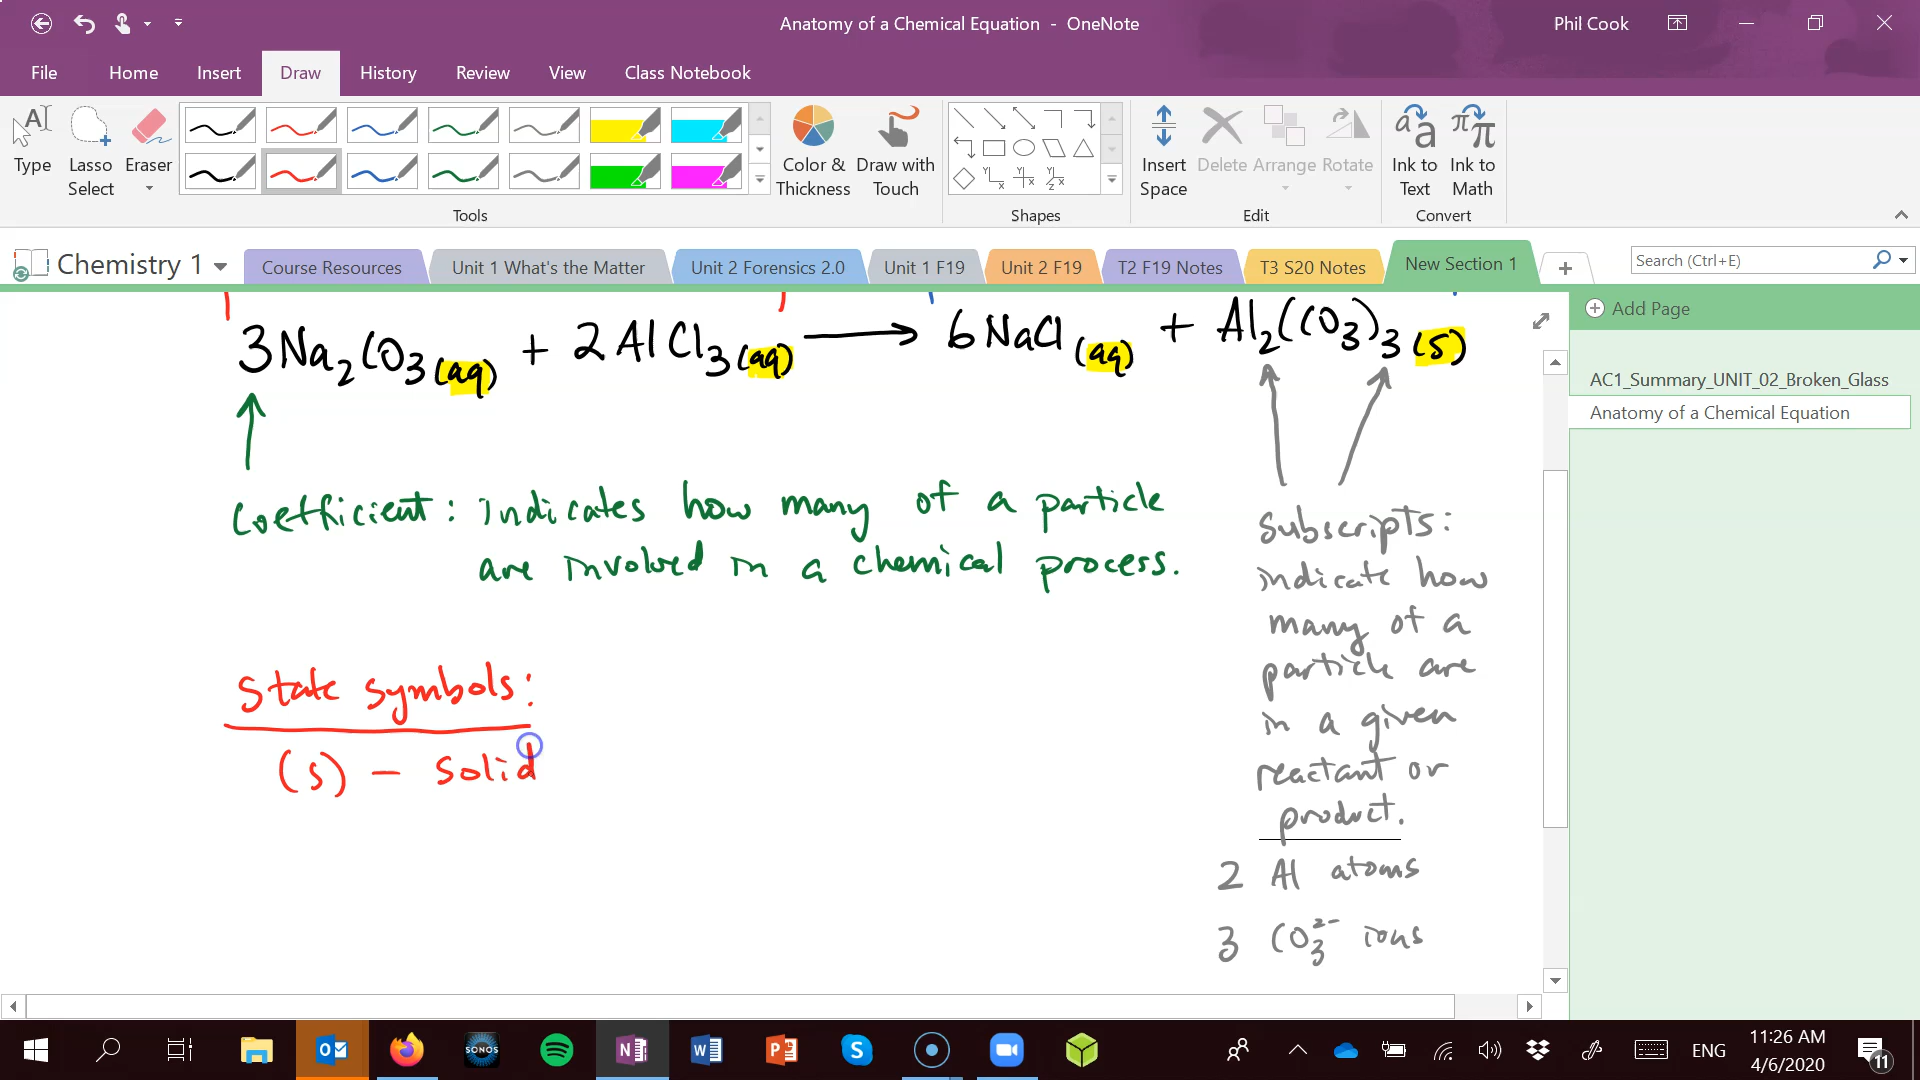 Anatomy of a Chemical Equation - OneNote
Phil Cook
File Home Insert Draw History Review View Class Notebook
Type
Lasso Select
Eraser
Color & Thickness
Draw with Touch
Insert Space
Delete Arrange Rotate
Ink to Text
Ink to Math
Tools Shapes Edit Convert
Chemistry 1
Course Resources Unit 1 What's the Matter Unit 2 Forensics 2.0 Unit 1 F19 Unit 2 F19 T2 F19 Notes T3 S20 Notes New Section 1
Search (Ctrl+E)
Add Page
AC1_Summary_UNIT_02_Broken_Glass
Anatomy of a Chemical Equation
3Na₂CO₃(aq) + 2AlCl₃(aq) → 6NaCl(aq) + Al₂(CO₃)₃(s)
Coefficient: indicates how many of a particle
are involved in a chemical process.
State symbols:
(s) - solid
Subscripts:
indicate how
many of a
particle are
in a given
reactant or
product.
2 Al atoms
3 CO₃²⁻ ions
SONOS
ENG
11:26 AM
4/6/2020
11